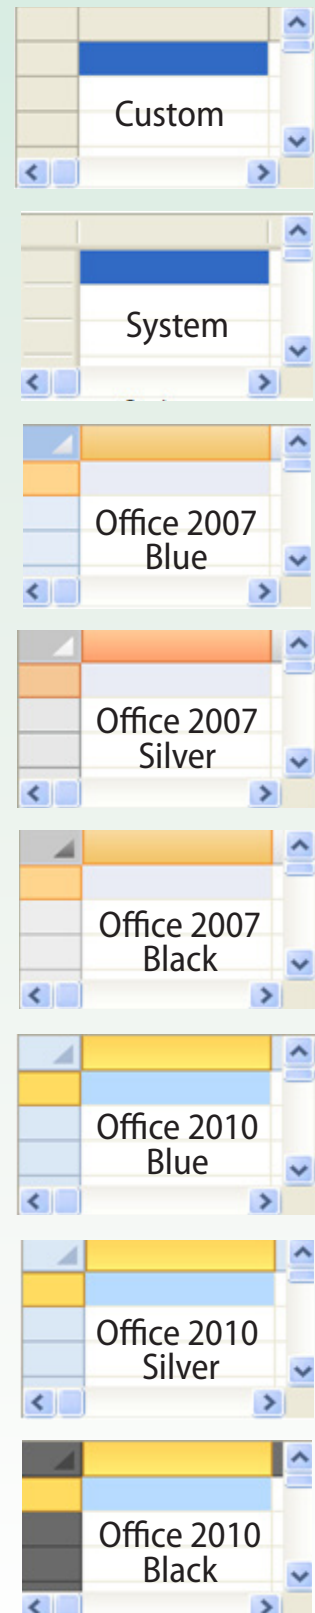 Custom
System
Office 2007
Blue
Office 2007
Silver
Office 2007
Black
Office 2010
Blue
Office 2010
Silver
Office 2010
Black